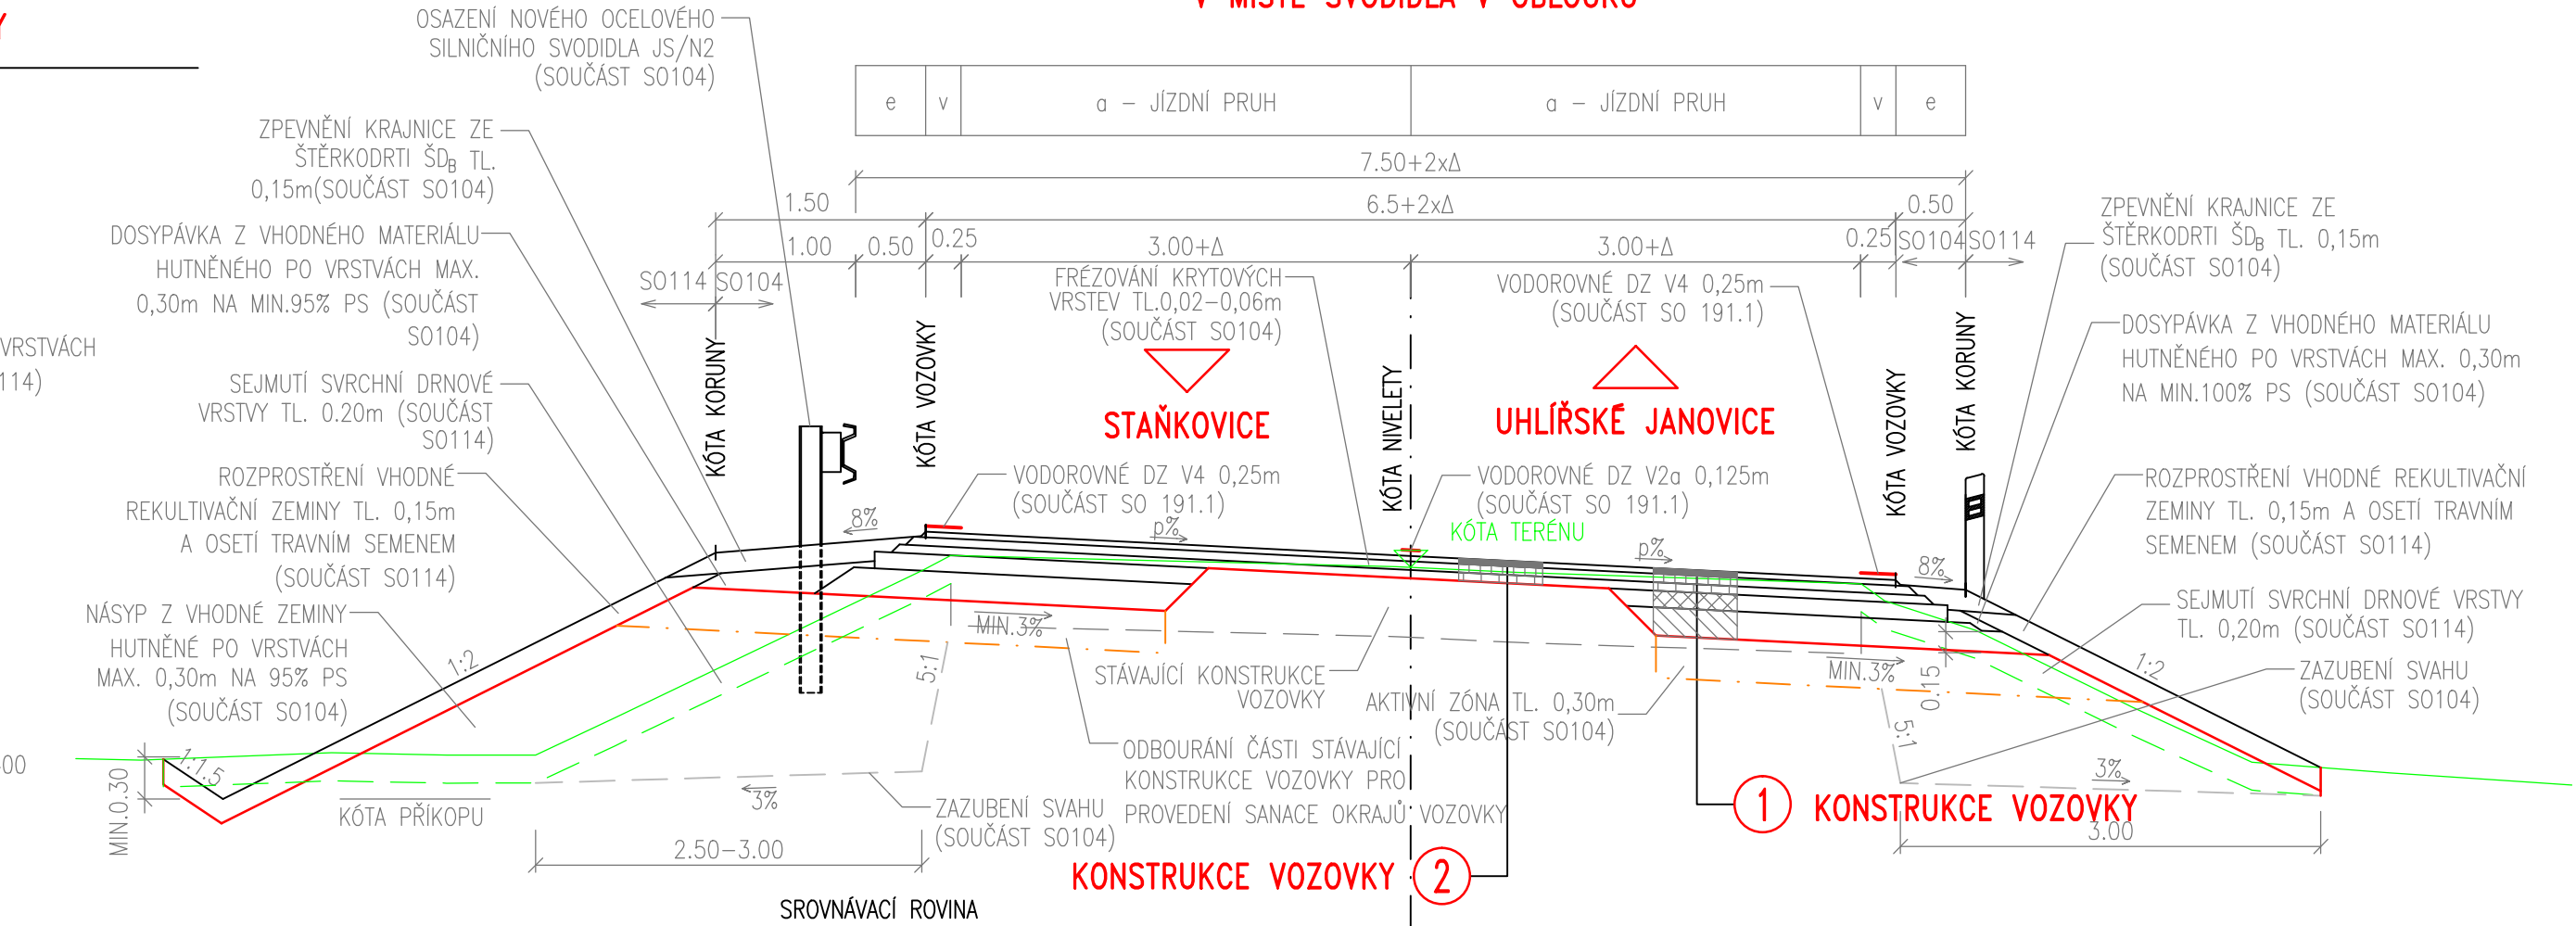 V MÍSTĚ SVODIDLA V OBLOUKU
Y
OSAZENÍ NOVÉHO OCELOVÉHO
SILNIČNÍHO SVODIDLA JS/N2
(SOUČÁST SO104)
e
v
a – JÍZDNÍ PRUH
a – JÍZDNÍ PRUH
v
e
ZPEVNĚNÍ KRAJNICE ZE
ŠTĚRKODRTI ŠDB TL.
0,15m(SOUČÁST SO104)
7.50+2xΔ
1.50
6.5+2xΔ
0.50
1.00
0.50
0.25
3.00+Δ
3.00+Δ
0.25
SO104
SO114
SO114
SO104
DOSYPÁVKA Z VHODNÉHO MATERIÁLU
HUTNĚNÉHO PO VRSTVÁCH MAX.
0,30m NA MIN.95% PS (SOUČÁST
SO104)
VRSTVÁCH
114)
FRÉZOVÁNÍ KRYTOVÝCH
VRSTEV TL.0,02–0,06m
(SOUČÁST SO104)
VODOROVNÉ DZ V4 0,25m
(SOUČÁST SO 191.1)
ZPEVNĚNÍ KRAJNICE ZE
ŠTĚRKODRTI ŠDB TL. 0,15m
(SOUČÁST SO104)
DOSYPÁVKA Z VHODNÉHO MATERIÁLU
HUTNĚNÉHO PO VRSTVÁCH MAX. 0,30m
NA MIN.100% PS (SOUČÁST SO104)
SEJMUTÍ SVRCHNÍ DRNOVÉ
VRSTVY TL. 0.20m (SOUČÁST
SO114)
KÓTA KORUNY
KÓTA VOZOVKY
KÓTA NIVELETY
KÓTA VOZOVKY
KÓTA KORUNY
STAŇKOVICE
UHLÍŘSKÉ JANOVICE
ROZPROSTŘENÍ VHODNÉ
REKULTIVAČNÍ ZEMINY TL. 0,15m
A OSETÍ TRAVNÍM SEMENEM
(SOUČÁST SO114)
VODOROVNÉ DZ V4 0,25m
(SOUČÁST SO 191.1)
VODOROVNÉ DZ V2a 0,125m
(SOUČÁST SO 191.1)
KÓTA TERÉNU
ROZPROSTŘENÍ VHODNÉ REKULTIVAČNÍ
ZEMINY TL. 0,15m A OSETÍ TRAVNÍM
SEMENEM (SOUČÁST SO114)
8%
p%
p%
8%
NÁSYP Z VHODNÉ ZEMINY
HUTNĚNÉ PO VRSTVÁCH
MAX. 0,30m NA 95% PS
(SOUČÁST SO104)
SEJMUTÍ SVRCHNÍ DRNOVÉ VRSTVY
TL. 0,20m (SOUČÁST SO114)
MIN.3%
MIN.3%
1:2
5:1
0.15
1:2
5:1
STÁVAJÍCÍ KONSTRUKCE
VOZOVKY
AKTIVNÍ ZÓNA TL. 0,30m
(SOUČÁST SO104)
ZAZUBENÍ SVAHU
(SOUČÁST SO104)
00
MIN.0.30
1:1.5
KÓTA PŘÍKOPU
3%
3%
ODBOURÁNÍ ČÁSTI STÁVAJÍCÍ
KONSTRUKCE VOZOVKY PRO
PROVEDENÍ SANACE OKRAJŮ VOZOVKY
ZAZUBENÍ SVAHU
(SOUČÁST SO104)
1 KONSTRUKCE VOZOVKY
3.00
2.50–3.00
KONSTRUKCE VOZOVKY 2
SROVNÁVACÍ ROVINA